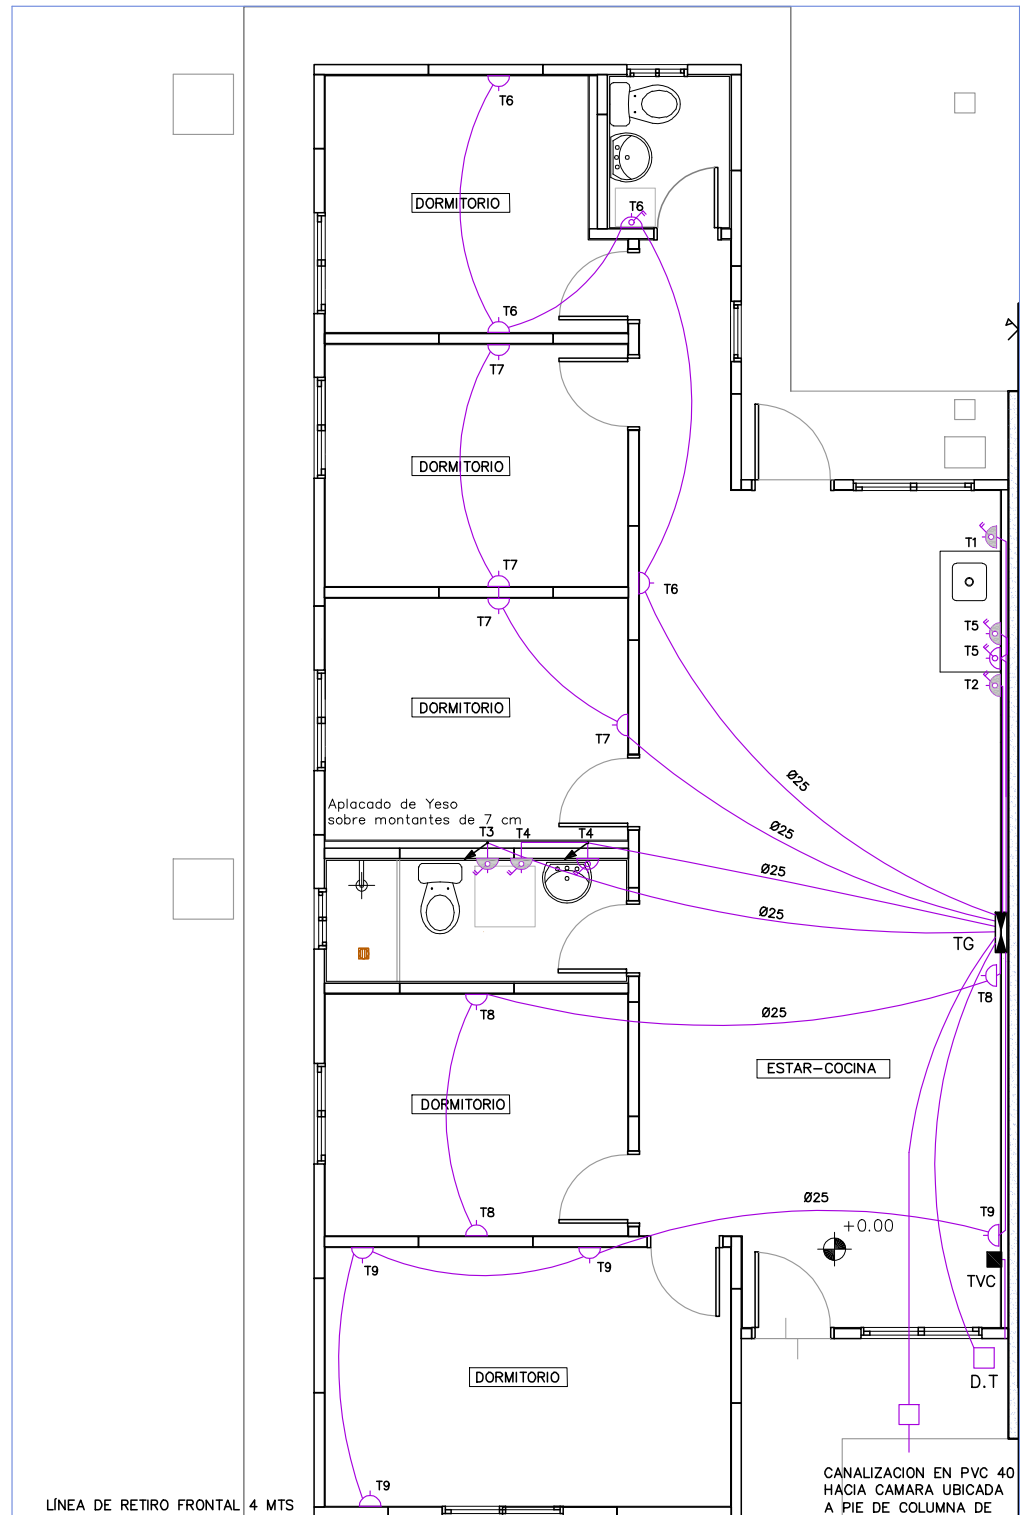 T6
DORMITORIO
T6
T6
T7
DORMITORIO
T1
T7
T6
T5
T5
T2
T7
DORMITORIO
T7
Ø25
Aplacado de Yeso
sobre montantes de 7 cm
T3
T4
T4
Ø25
Ø25
Ø25
TG
T8
T8
Ø25
ESTAR-COCINA
DORMITORIO
T8
Ø25
T9
+0.00
T9
T9
TVC
DORMITORIO
D.T
T9
CANALIZACION EN PVC 40
HACIA CAMARA UBICADA
A PIE DE COLUMNA DE
LÍNEA DE RETIRO FRONTAL 4 MTS